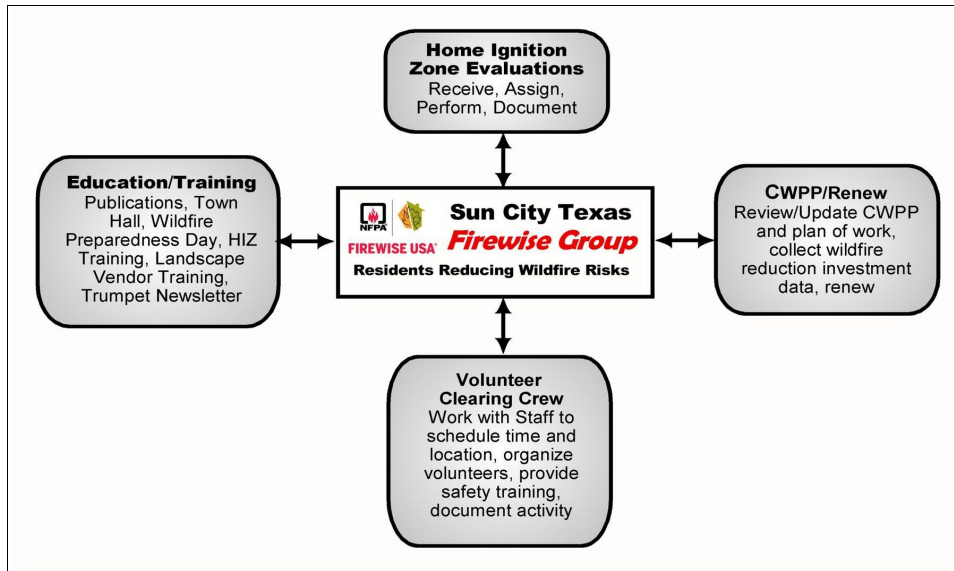 Home Ignition
Zone Evaluations
Receive, Assign,
Perform, Document
Education/Training
Publications, Town
Hall, Wildfire
Preparedness Day, HIZ
Training, Landscape
Vendor Training,
Trumpet Newsletter
NFPA
FIREWISE USA®
Sun City Texas
Firewise Group
Residents Reducing Wildfire Risks
CWPP/Renew
Review/Update CWPP
and plan of work,
collect wildfire
reduction investment
data, renew
Volunteer
Clearing Crew
Work with Staff to
schedule time and
location, organize
volunteers, provide
safety training,
document activity